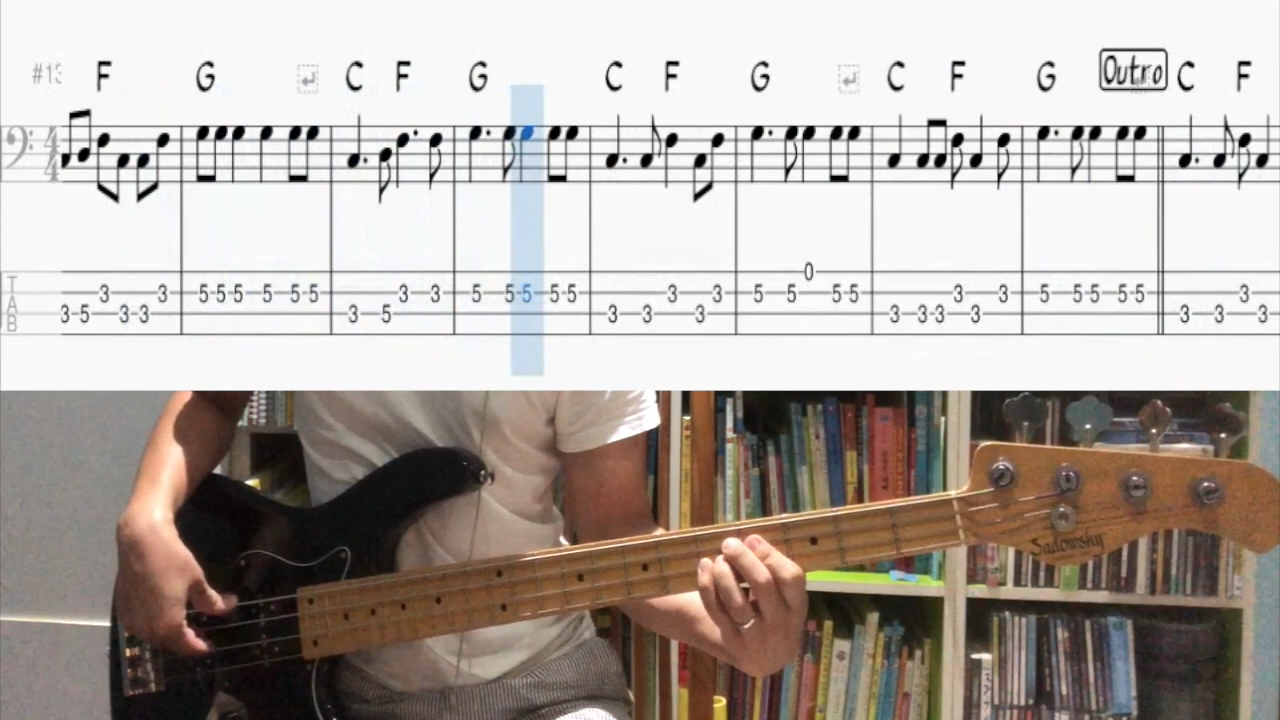 #13 F G C F G C F G C F G Outro C F
4
4
0
T 3 3 5 5 5 5 5 5 3 3 5 5 5 5 5 3 3 5 5 5 5 3 3 5 5 5 5 5 3
A 3 5 3 3 3 5 3 3 3 3 3 3 3 3 3 3
B
Sadowsky